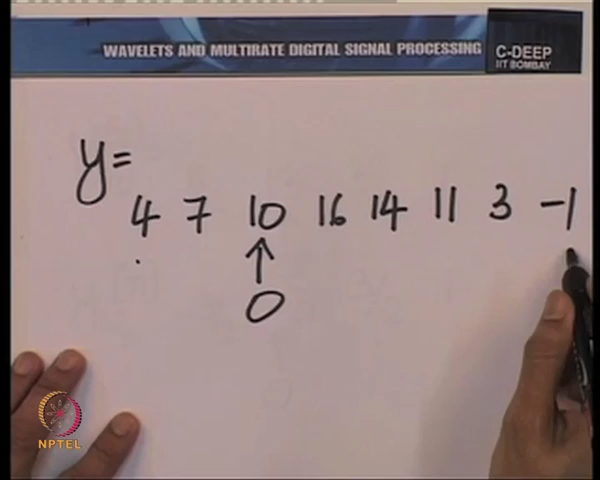 WAVELETS AND MULTIRATE DIGITAL SIGNAL PROCESSING
C-DEEP
IIT BOMBAY
y=
4 7 10 16 14 11 3 -1
↑
0
NPTEL